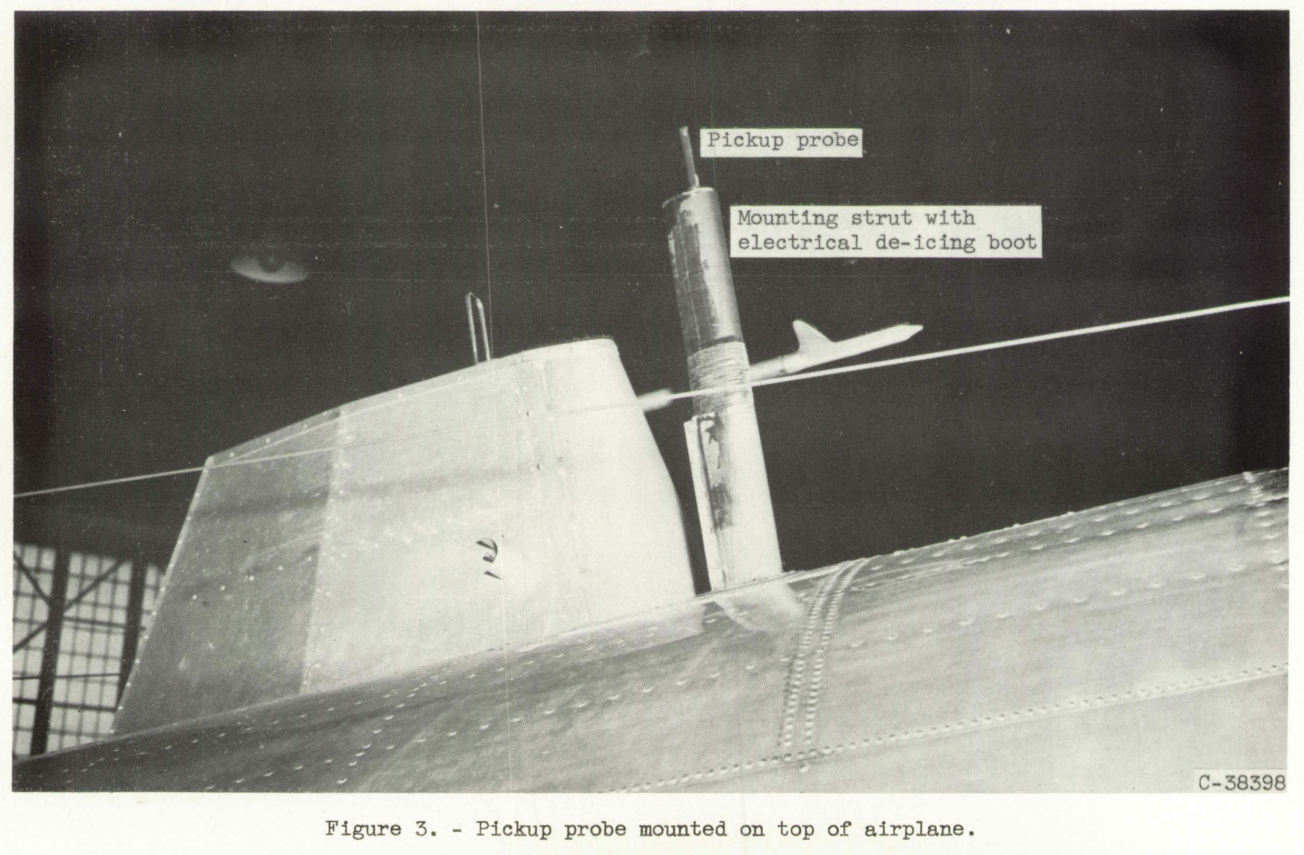 Pickup probe
Mounting strut with
electrical de-icing boot
C-38398
Figure 3. - Pickup probe mounted on top of airplane.